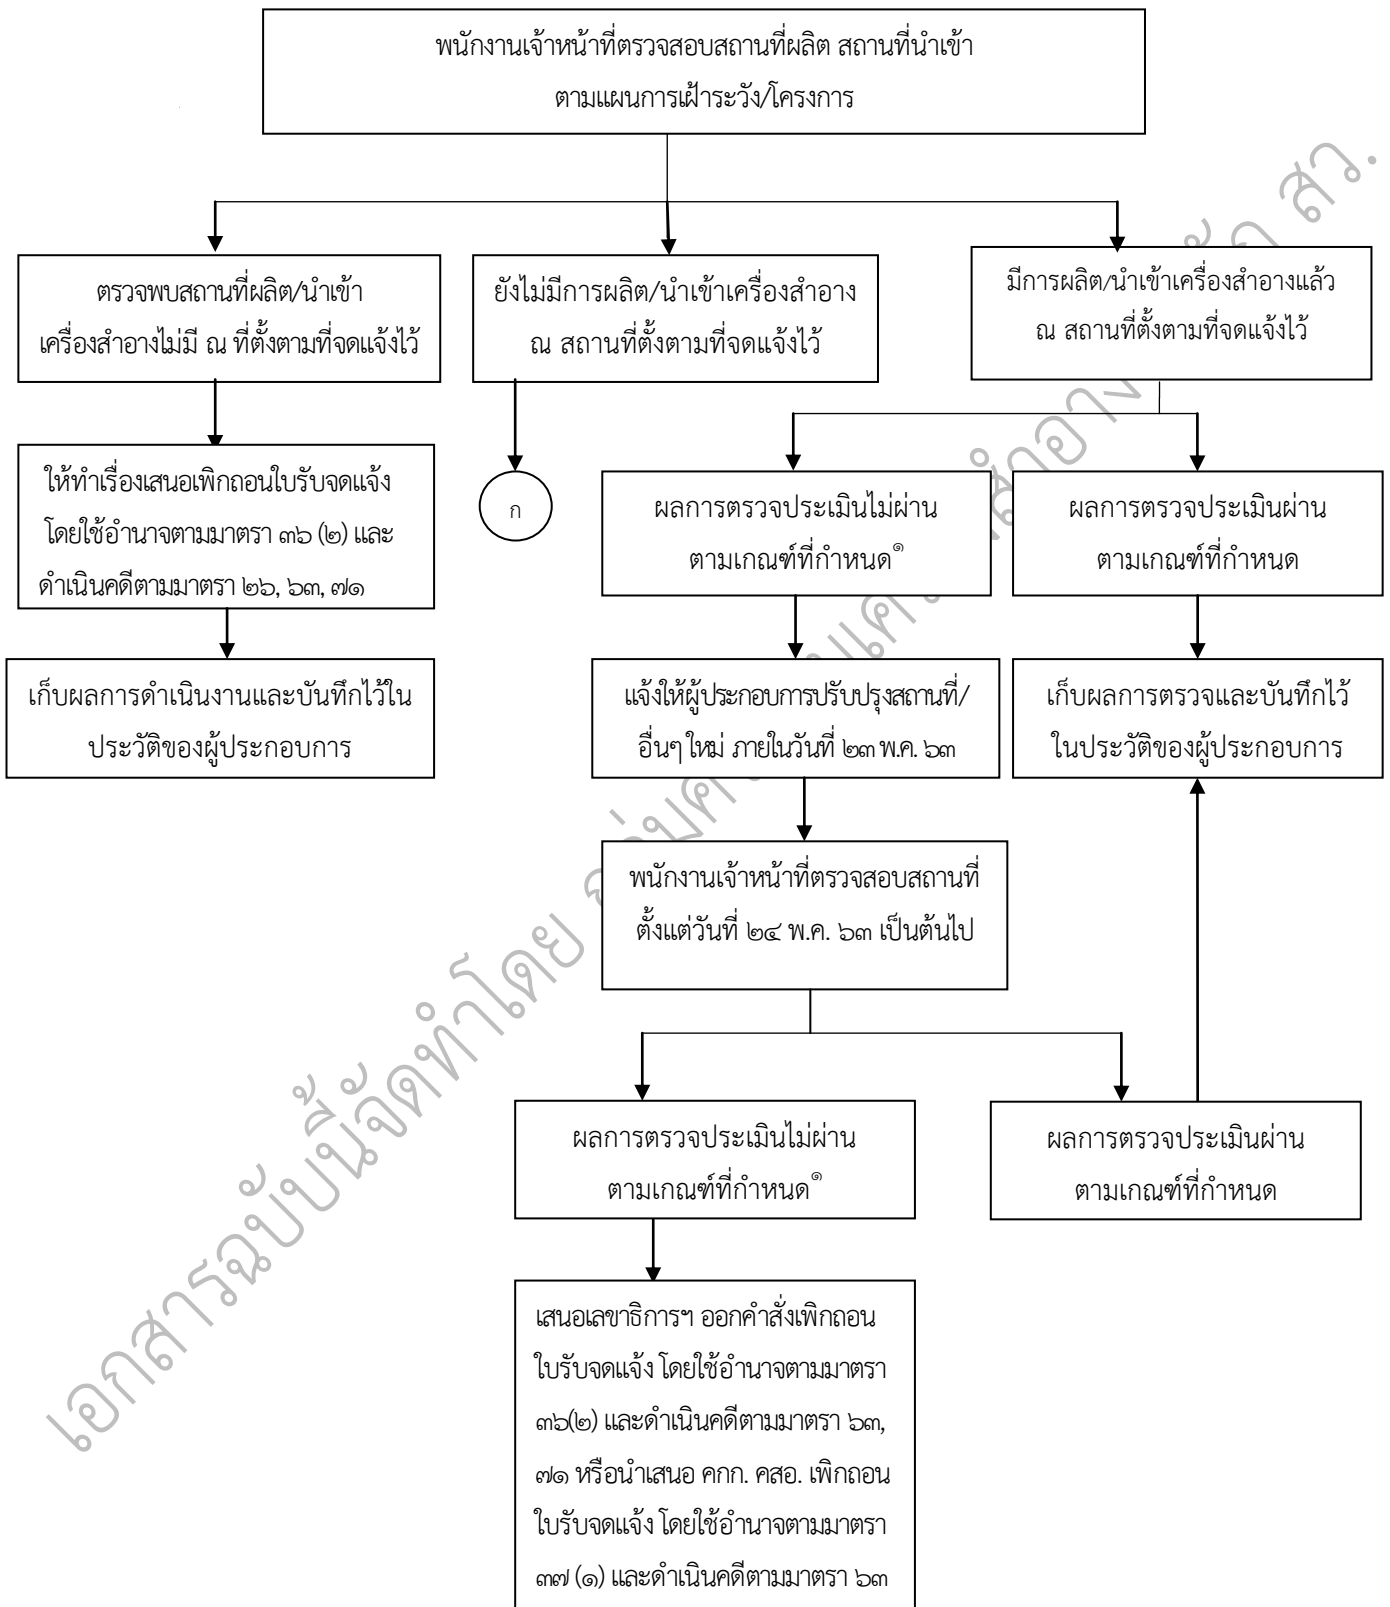 พนักงานเจ้าหน้าที่ตรวจสอบสถานที่ผลิต สถานที่นำเข้า
ตามแผนการเฝ้าระวัง/โครงการ
ตรวจพบสถานที่ผลิต/นำเข้า
เครื่องสำอางไม่มี ณ ที่ตั้งตามที่จดแจ้งไว้
ยังไม่มีการผลิต/นำเข้าเครื่องสำอาง
ณ สถานที่ตั้งตามที่จดแจ้งไว้
มีการผลิต/นำเข้าเครื่องสำอางแล้ว
ณ สถานที่ตั้งตามที่จดแจ้งไว้
ให้ทำเรื่องเสนอเพิกถอนใบรับจดแจ้ง
โดยใช้อำนาจตามมาตรา ๓๖ (๒) และ
ดำเนินคดีตามมาตรา ๒๖, ๖๓, ๗๑
ก
ผลการตรวจประเมินไม่ผ่าน
ตามเกณฑ์ที่กำหนด๑
ผลการตรวจประเมินผ่าน
ตามเกณฑ์ที่กำหนด
เก็บผลการดำเนินงานและบันทึกไว้ใน
ประวัติของผู้ประกอบการ
แจ้งให้ผู้ประกอบการปรับปรุงสถานที่/
อื่นๆ ใหม่ ภายในวันที่ ๒๓ พ.ค. ๖๓
เก็บผลการตรวจและบันทึกไว้
ในประวัติของผู้ประกอบการ
พนักงานเจ้าหน้าที่ตรวจสอบสถานที่
ตั้งแต่วันที่ ๒๔ พ.ค. ๖๓ เป็นต้นไป
ผลการตรวจประเมินไม่ผ่าน
ตามเกณฑ์ที่กำหนด๑
ผลการตรวจประเมินผ่าน
ตามเกณฑ์ที่กำหนด
เสนอเลขาธิการฯ ออกคำสั่งเพิกถอน
ใบรับจดแจ้ง โดยใช้อำนาจตามมาตรา
๓๖(๒) และดำเนินคดีตามมาตรา ๖๓,
๗๑ หรือนำเสนอ คกก. คสอ. เพิกถอน
ใบรับจดแจ้ง โดยใช้อำนาจตามมาตรา
๓๗ (๑) และดำเนินคดีตามมาตรา ๖๓
เอกสารฉบับนี้จัดทำโดย สว.